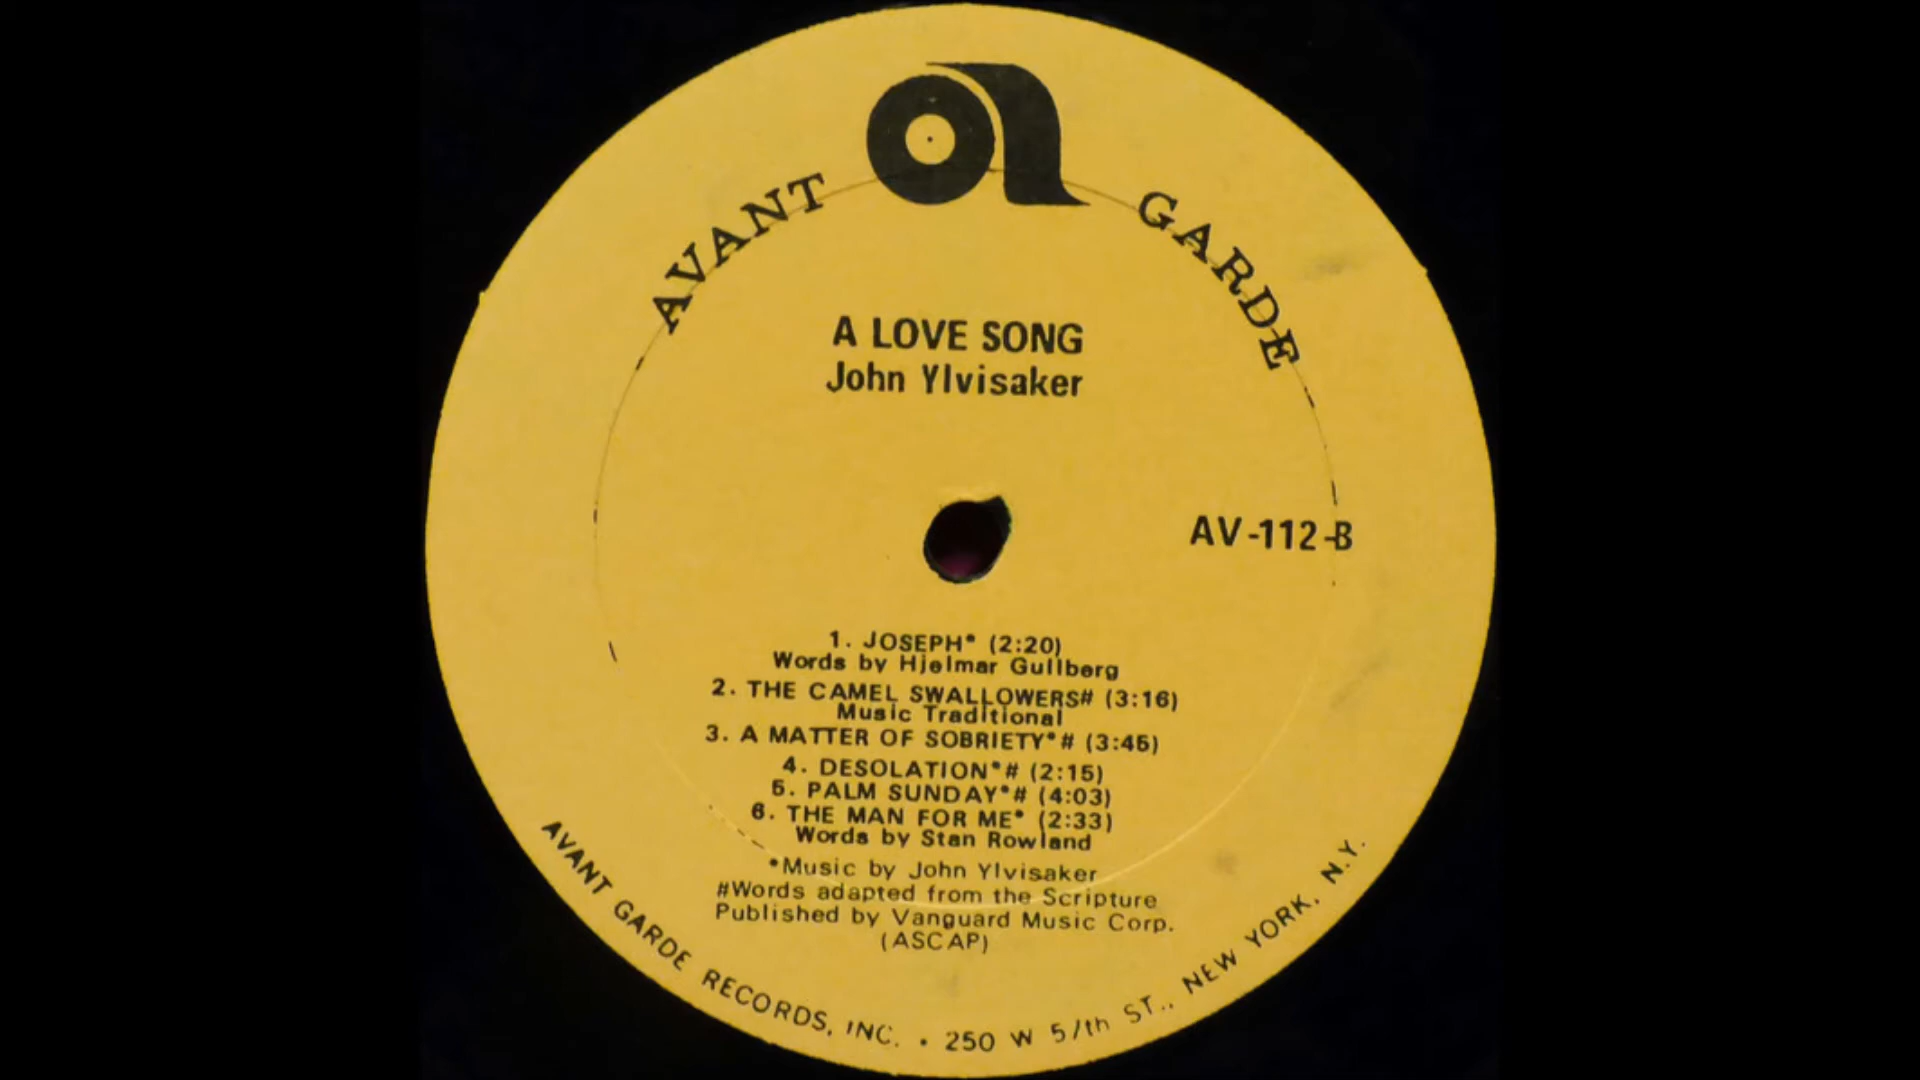 AVANT GARDE
A LOVE SONG
John Ylvisaker
AV-112-B
1. JOSEPH* (2:20)
Words by Hjelmar Gullberg
2. THE CAMEL SWALLOWERS# (3:16)
Music Traditional
3. A MATTER OF SOBRIETY*# (3:45)
4. DESOLATION*# (2:15)
5. PALM SUNDAY*# (4:03)
6. THE MAN FOR ME* (2:33)
Words by Stan Rowland
*Music by John Ylvisaker
#Words adapted from the Scripture
Published by Vanguard Music Corp.
(ASCAP)
AVANT GARDE RECORDS, INC. • 250 W 57th ST., NEW YORK, N.Y.